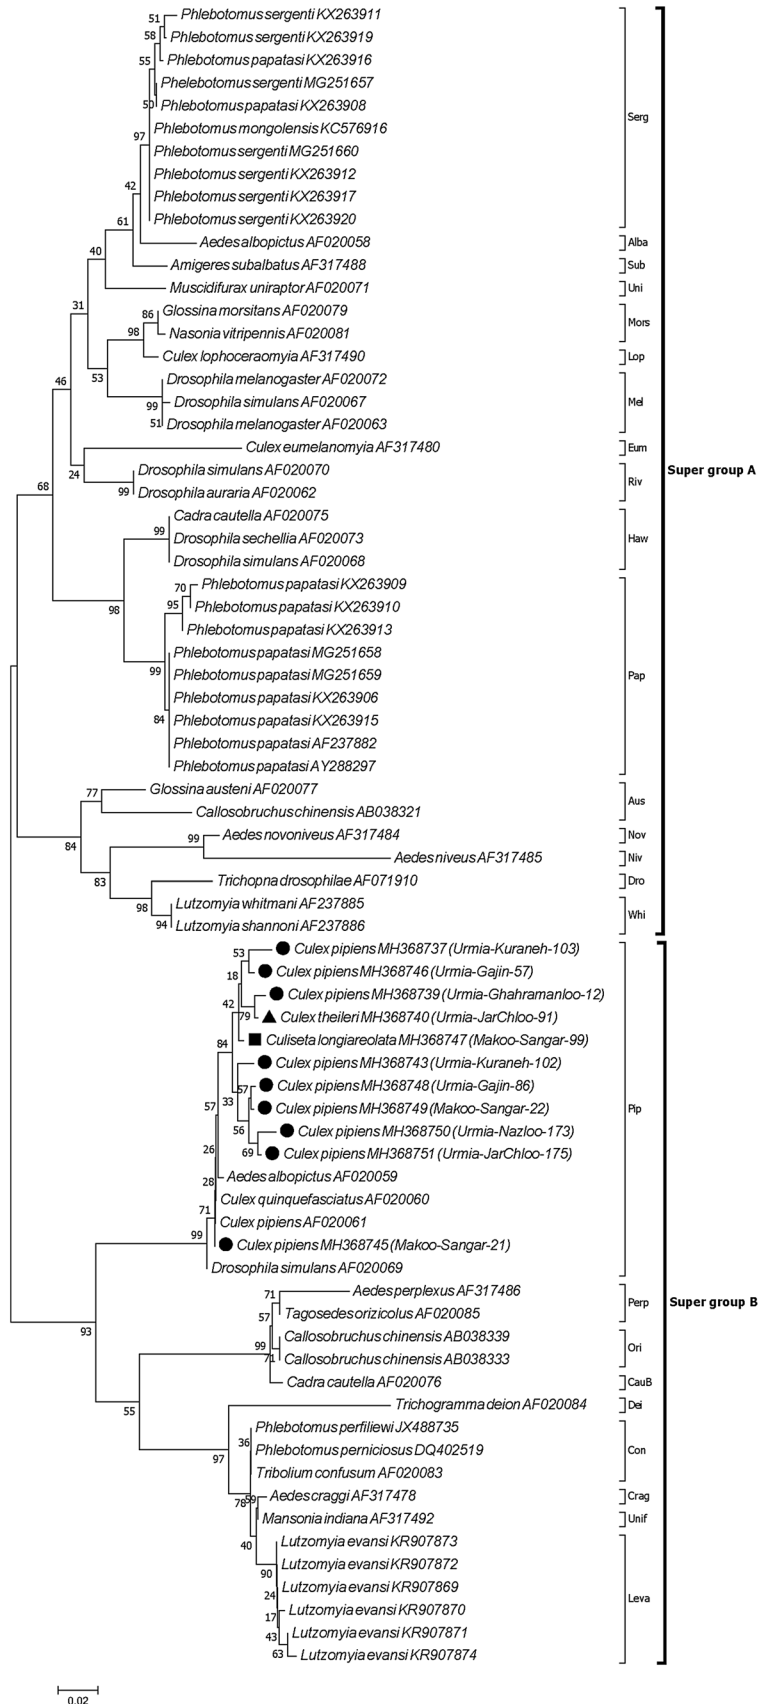 51
Phlebotomus sergenti KX263911
58
Phlebotomus sergenti KX263919
55
Phlebotomus papatasi KX263916
Phelebotomus sergenti MG251657
50
Phlebotomus papatasi KX263908
Phlebotomus mongolensis KC576916
Serg
97
Phlebotomus sergenti MG251660
Phlebotomus sergenti KX263912
42
Phlebotomus sergenti KX263917
Phlebotomus sergenti KX263920
61
Aedes albopictus AF020058
Alba
40
Amigeres subalbatus AF317488
Sub
Muscidifurax uniraptor AF020071
Uni
31
86
Glossina morsitans AF020079
Mors
98
Nasonia vitripennis AF020081
Culex lophoceraomyia AF317490
Lop
53
46
Drosophila melanogaster AF020072
99
Drosophila simulans AF020067
Mel
51
Drosophila melanogaster AF020063
Culex eumelanomyia AF317480
Eum
24
Drosophila simulans AF020070
Riv
Super group A
68
99
Drosophila auraria AF020062
Cadra cautella AF020075
99
Drosophila sechellia AF020073
Haw
Drosophila simulans AF020068
70
Phlebotomus papatasi KX263909
98
95
Phlebotomus papatasi KX263910
Phlebotomus papatasi KX263913
Phlebotomus papatasi MG251658
99
Phlebotomus papatasi MG251659
Pap
Phlebotomus papatasi KX263906
84
Phlebotomus papatasi KX263915
Phlebotomus papatasi AF237882
Phlebotomus papatasi AY288297
77
Glossina austeni AF020077
Aus
Callosobruchus chinensis AB038321
84
99
Aedes novoniveus AF317484
Nov
Aedes niveus AF317485
Niv
83
Trichopna drosophilae AF071910
Dro
98
Lutzomyia whitmani AF237885
Whi
94
Lutzomyia shannoni AF237886
53
Culex pipiens MH368737 (Urmia-Kuraneh-103)
18
Culex pipiens MH368746 (Urmia-Gajin-57)
42
Culex pipiens MH368739 (Urmia-Ghahramanloo-12)
79
Culex theileri MH368740 (Urmia-JarChloo-91)
84
Culiseta longiareolata MH368747 (Makoo-Sangar-99)
Culex pipiens MH368743 (Urmia-Kuraneh-102)
57
Culex pipiens MH368748 (Urmia-Gajin-86)
57
33
Culex pipiens MH368749 (Makoo-Sangar-22)
Pip
56
Culex pipiens MH368750 (Urmia-Nazloo-173)
26
69
Culex pipiens MH368751 (Urmia-JarChloo-175)
28
Aedes albopictus AF020059
Culex quinquefasciatus AF020060
71
Culex pipiens AF020061
99
Culex pipiens MH368745 (Makoo-Sangar-21)
Drosophila simulans AF020069
71
Aedes perplexus AF317486
Perp
Super group B
57
Tagosedes orizicolus AF020085
93
Callosobruchus chinensis AB038339
99
Ori
71
Callosobruchus chinensis AB038333
Cadra cautella AF020076
CauB
55
Trichogramma deion AF020084
Dei
Phlebotomus perfiliewi JX488735
36
97
Phlebotomus perniciosus DQ402519
Con
Tribolium confusum AF020083
78
59
Aedes craggi AF317478
Crag
Mansonia indiana AF317492
Unif
40
Lutzomyia evansi KR907873
90
Lutzomyia evansi KR907872
24
Lutzomyia evansi KR907869
Leva
17
Lutzomyia evansi KR907870
43
Lutzomyia evansi KR907871
63
Lutzomyia evansi KR907874
0.02